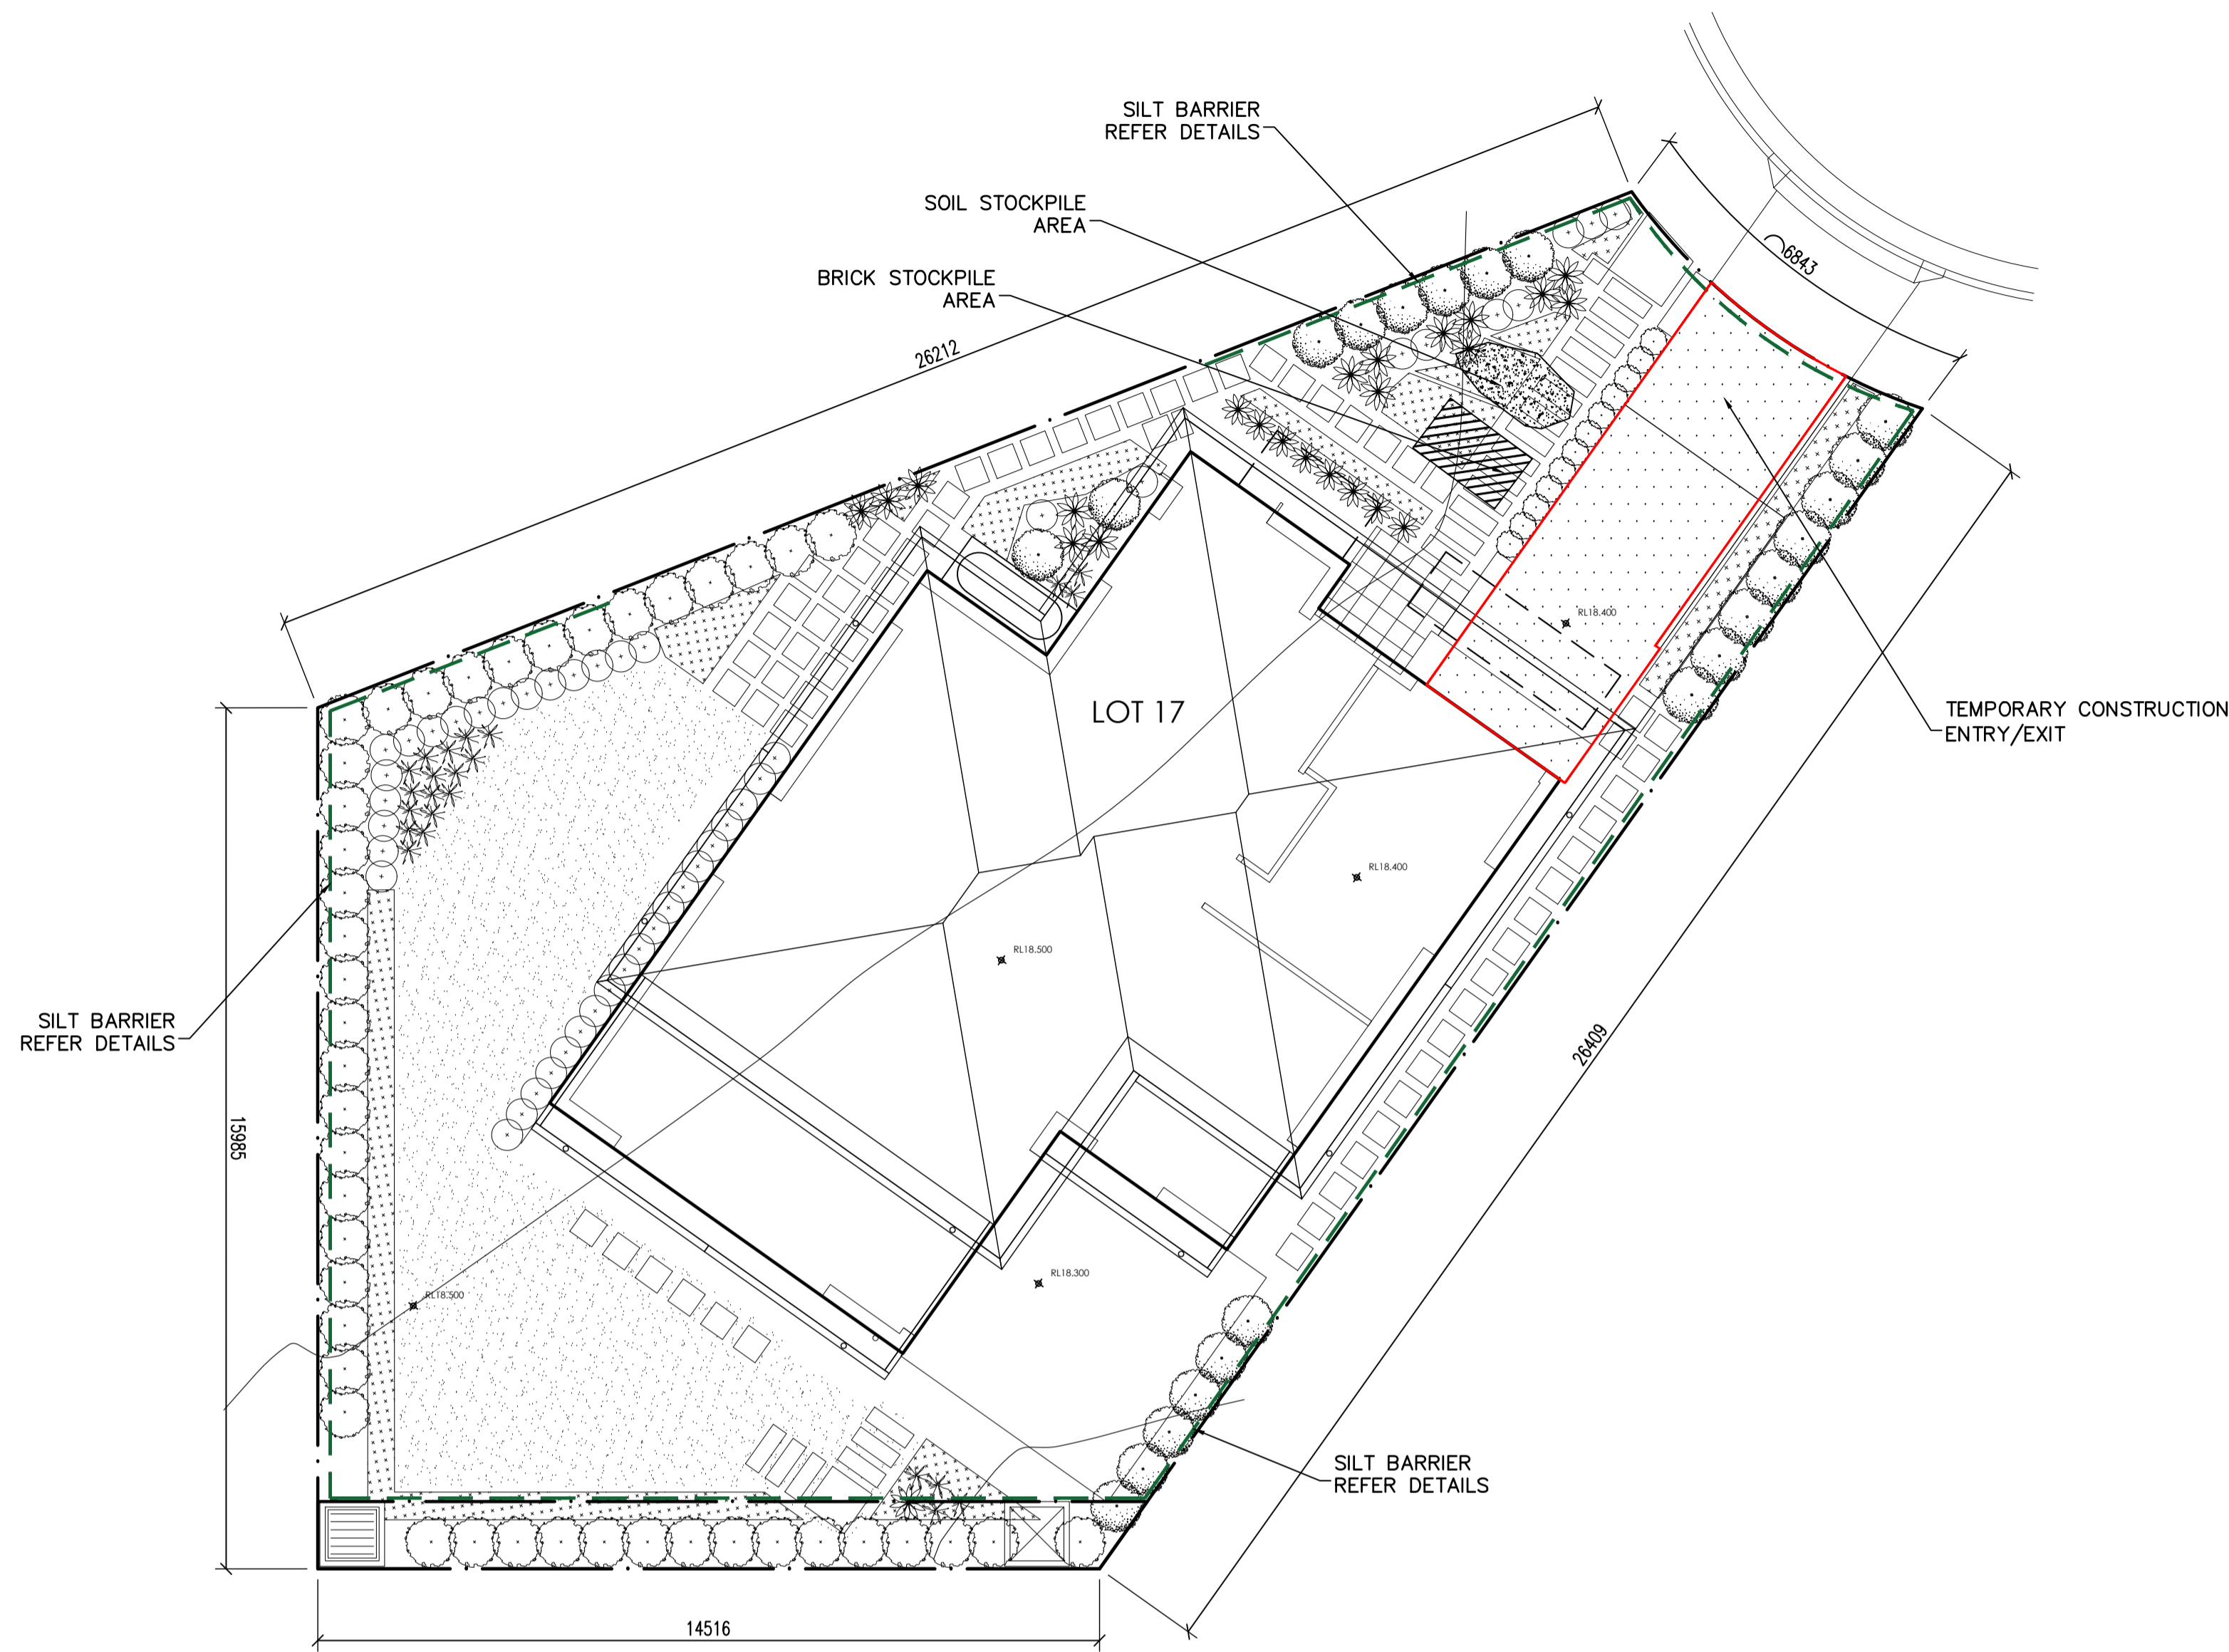 SILT BARRIER
REFER DETAILS
SOIL STOCKPILE
AREA
BRICK STOCKPILE
AREA
6843
26212
RL18.400
LOT 17
TEMPORARY CONSTRUCTION
ENTRY/EXIT
RL18.400
RL18.500
SILT BARRIER
REFER DETAILS
26409
15985
RL18.300
RL18.500
SILT BARRIER
REFER DETAILS
14516